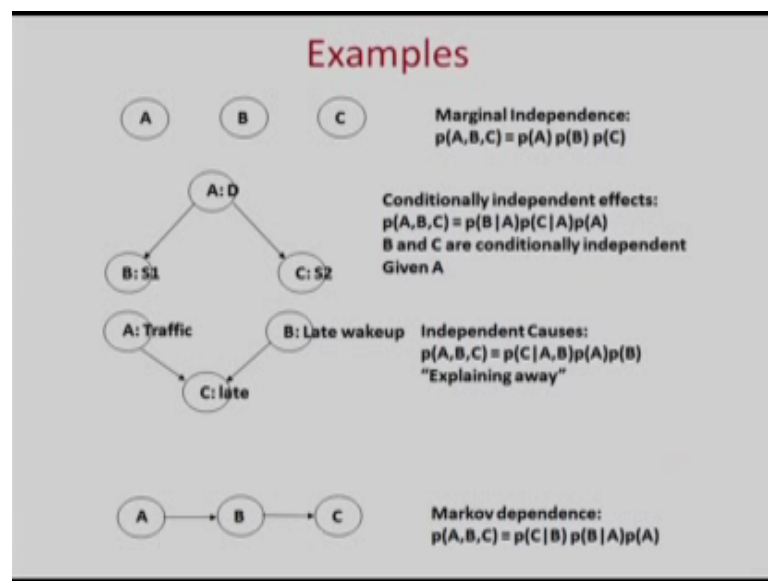 Examples
A B C
Marginal Independence:
p(A,B,C) = p(A) p(B) p(C)
A: D
Conditionally independent effects:
p(A,B,C) = p(B|A)p(C|A)p(A)
B and C are conditionally independent
Given A
B: S1 C: S2
A: Traffic B: Late wakeup
Independent Causes:
p(A,B,C) = p(C|A,B)p(A)p(B)
"Explaining away"
C: late
A B C
Markov dependence:
p(A,B,C) = p(C|B) p(B|A)p(A)